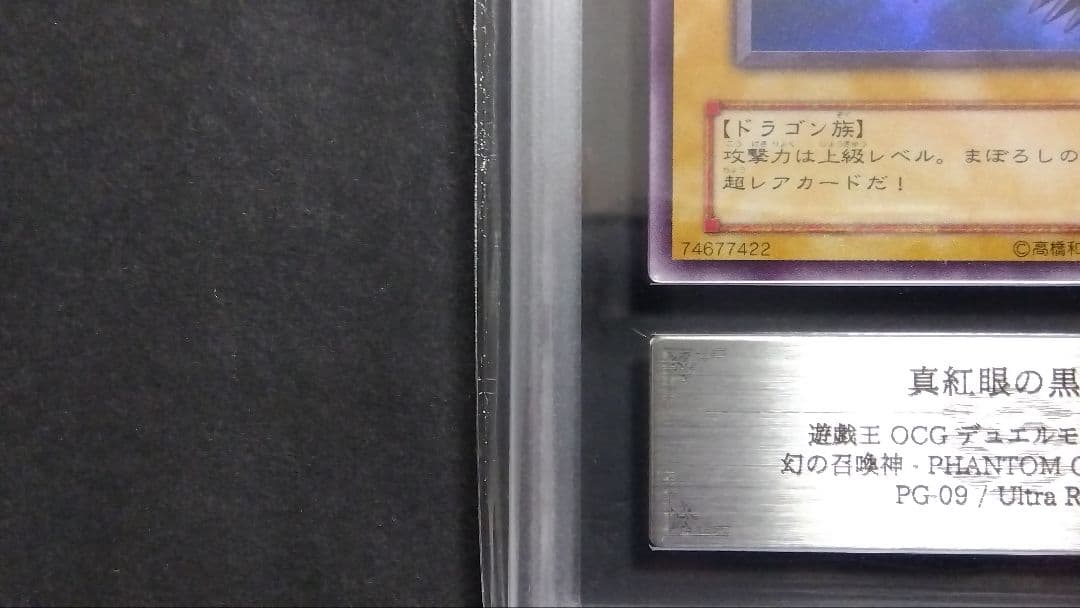 【ドラゴン族】
攻撃力は上級レベル。まぼろしの
超レアカードだ！
74677422
©高橋和
真紅眼の黒
遊戯王 OCG デュエルモ
幻の召喚神 - PHANTOM G
PG-09 / Ultra R